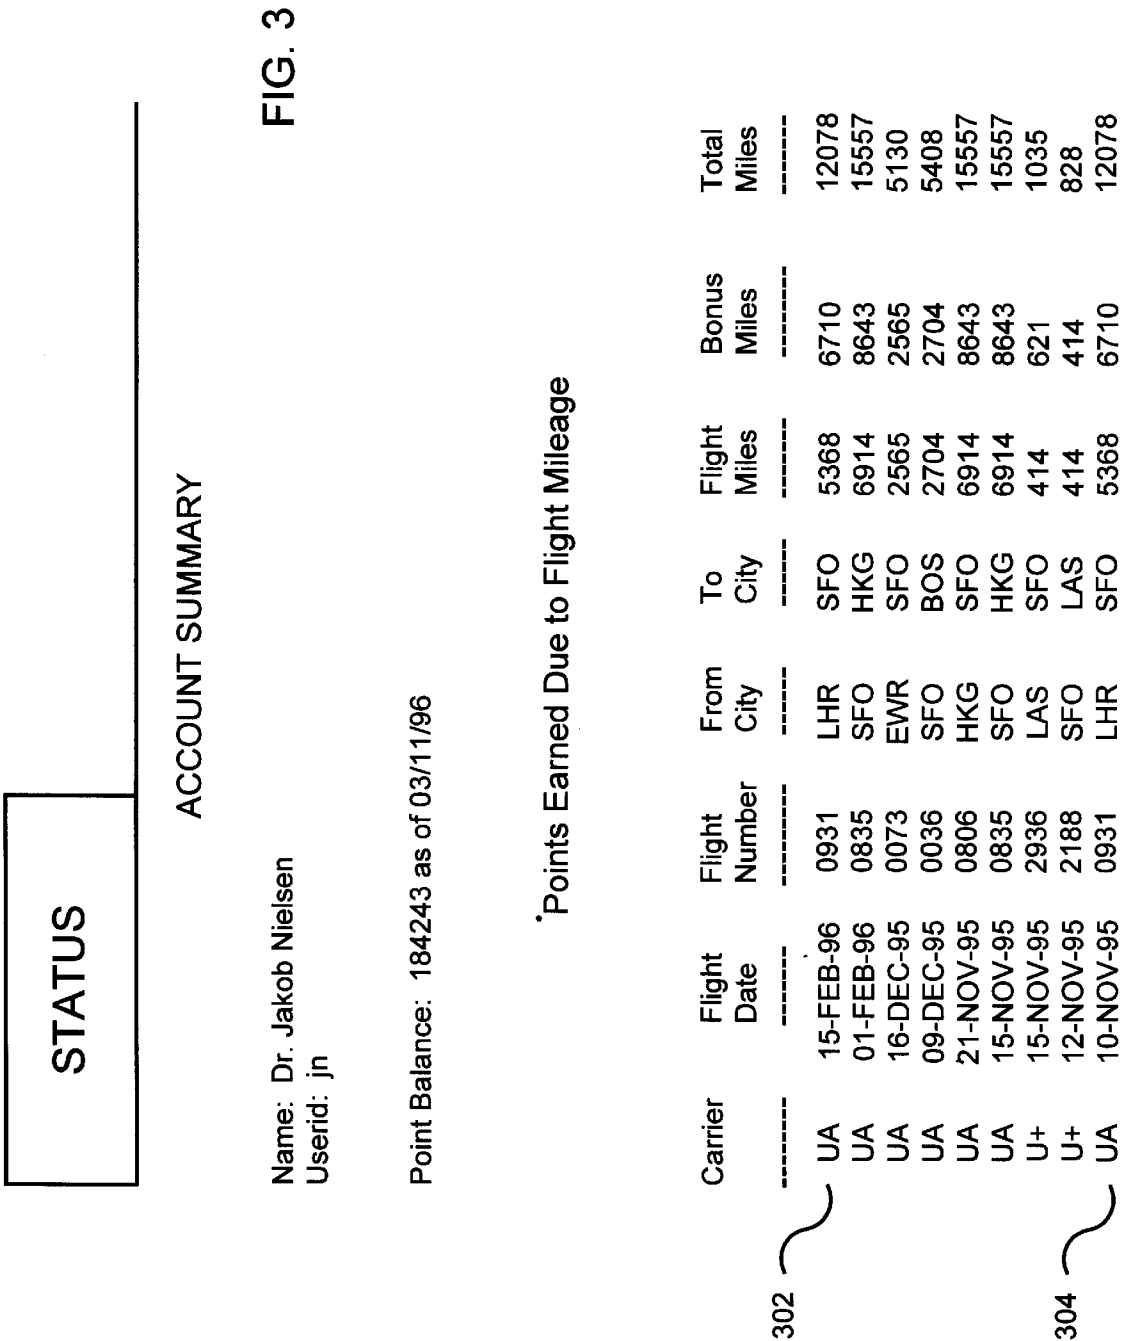 FIG. 3
STATUS
ACCOUNT SUMMARY
Name: Dr. Jakob Nielsen
Userid: jn
Point Balance: 184243 as of 03/11/96
Points Earned Due to Flight Mileage
Carrier Flight Flight From To Flight Bonus Total
Date Number City City Miles Miles Miles
-------- -------- -------- -------- -------- -------- -------- --------
302 UA 15-FEB-96 0931 LHR SFO 5368 6710 12078
UA 01-FEB-96 0835 SFO HKG 6914 8643 15557
UA 16-DEC-95 0073 EWR SFO 2565 2565 5130
UA 09-DEC-95 0036 SFO BOS 2704 2704 5408
UA 21-NOV-95 0806 HKG SFO 6914 8643 15557
UA 15-NOV-95 0835 SFO HKG 6914 8643 15557
U+ 15-NOV-95 2936 LAS SFO 414 621 1035
U+ 12-NOV-95 2188 SFO LAS 414 414 828
304 UA 10-NOV-95 0931 LHR SFO 5368 6710 12078